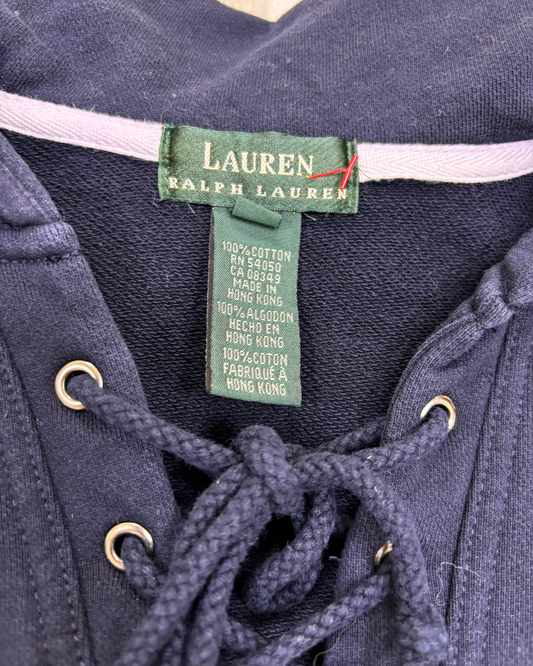 LAUREN
RALPH LAUREN
100% COTTON
RN 54050
CA 08349
MADE IN
HONG KONG
100% ALGODON
HECHO EN
HONG KONG
100% COTON
FABRIQUÉ À
HONG KONG